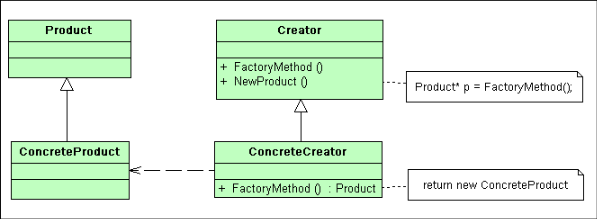 Product
Creator
+ FactoryMethod ()
+ NewProduct ()
Product* p = FactoryMethod();
ConcreteProduct
ConcreteCreator
+ FactoryMethod () : Product
return new ConcreteProduct